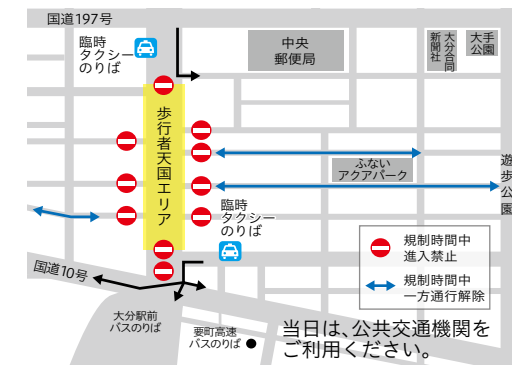 国道197号
臨時
タクシー
のりば
中央
郵便局
大分合同
新聞社
大手
公園
歩行者天国エリア
ふない
アクアパーク
遊歩公園
臨時
タクシー
のりば
規制時間中
進入禁止
規制時間中
一方通行解除
国道10号
大分駅前
バスのりば
要町高速
バスのりば
当日は、公共交通機関を
ご利用ください。